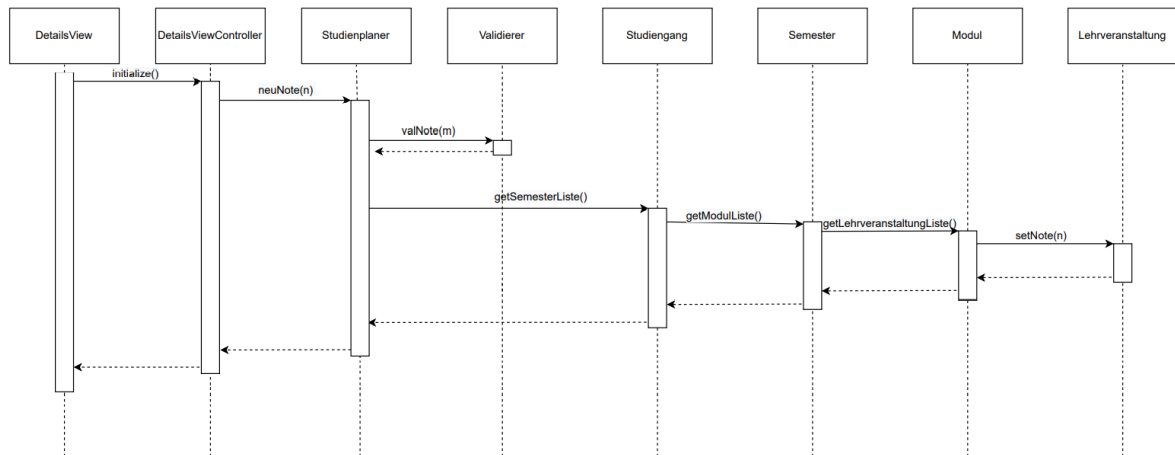 DetailsView
DetailsViewController
Studienplaner
Validierer
Studiengang
Semester
Modul
Lehrveranstaltung
initialize()
neuNote(n)
valNote(m)
getSemesterListe()
getModulListe()
getLehrveranstaltungListe()
setNote(n)